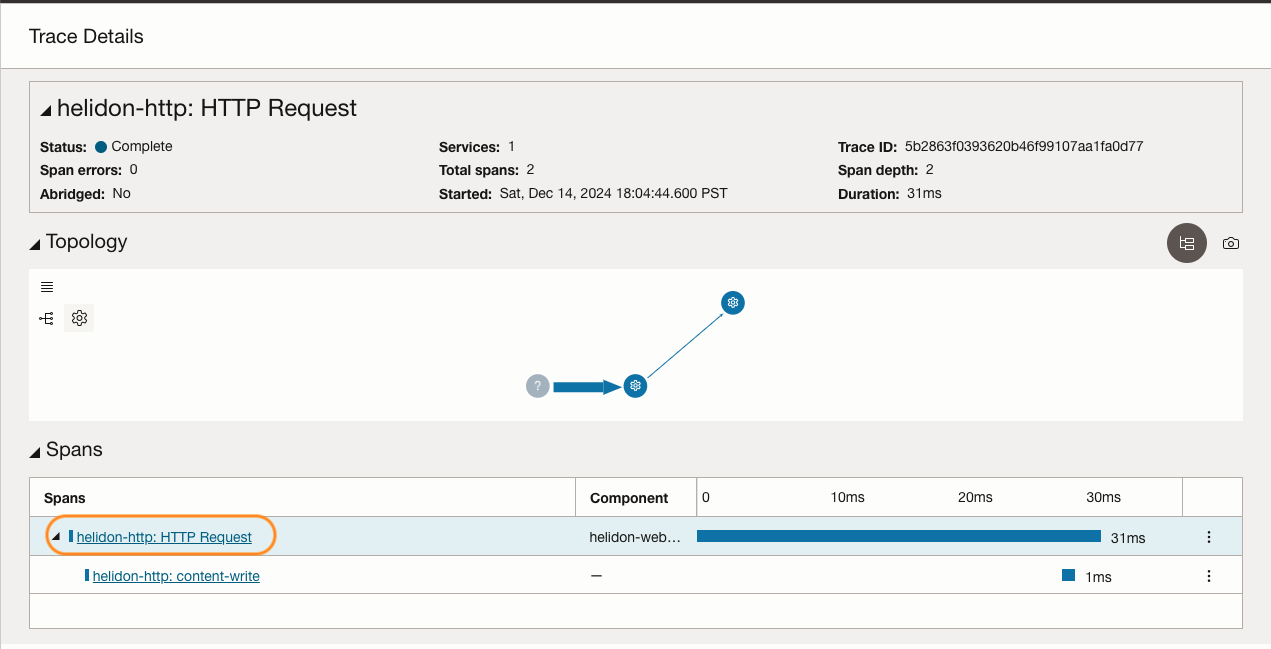 Trace Details
helidon-http: HTTP Request
Status: Complete Services: 1 Trace ID: 5b2863f0393620b46f99107aa1fa0d77
Span errors: 0 Total spans: 2 Span depth: 2
Abridged: No Started: Sat, Dec 14, 2024 18:04:44.600 PST Duration: 31ms
Topology
?
Spans
Spans Component 0 10ms 20ms 30ms
helidon-http: HTTP Request helidon-web... 31ms
helidon-http: content-write — 1ms